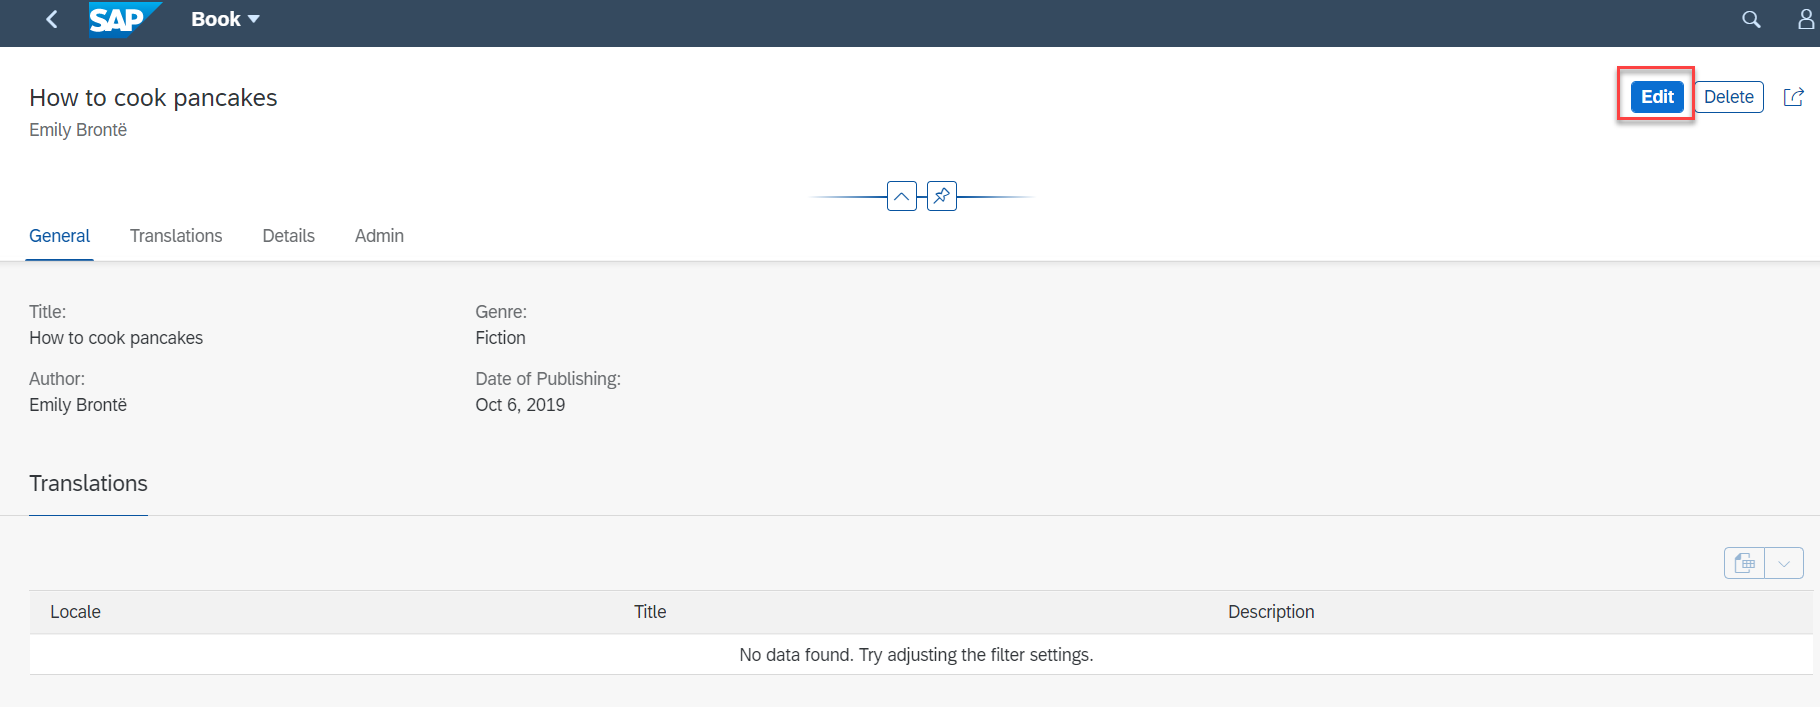 SAP Book
How to cook pancakes
Edit Delete
Emily Brontë
General Translations Details Admin
Title: Genre:
How to cook pancakes Fiction
Author: Date of Publishing:
Emily Brontë Oct 6, 2019
Translations
Locale Title Description
No data found. Try adjusting the filter settings.